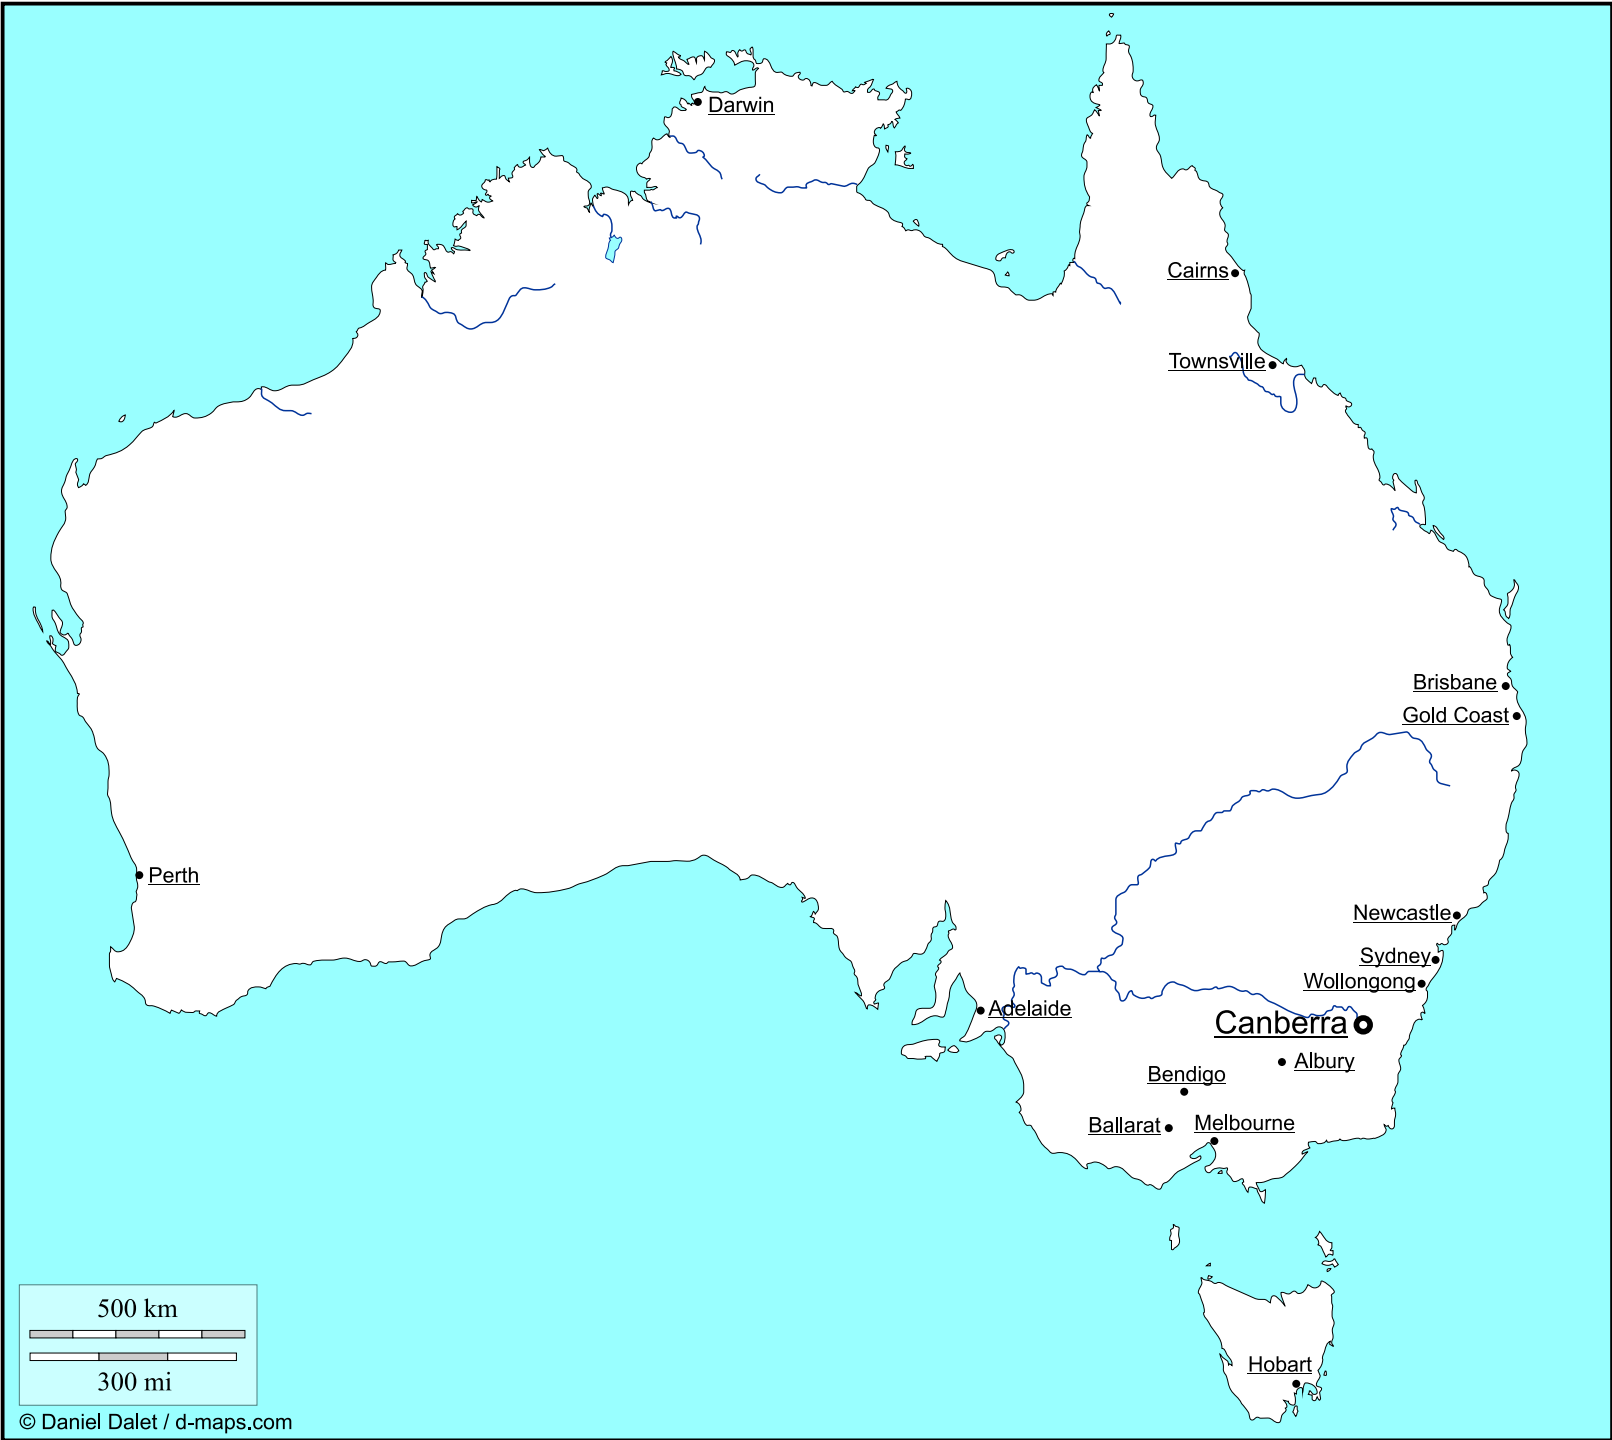 Darwin
Cairns
Townsville
Brisbane
Gold Coast
Perth
Newcastle
Sydney
Wollongong
Adelaide
Canberra
Albury
Bendigo
Ballarat
Melbourne
500 km
300 mi
Hobart
© Daniel Dalet / d-maps.com